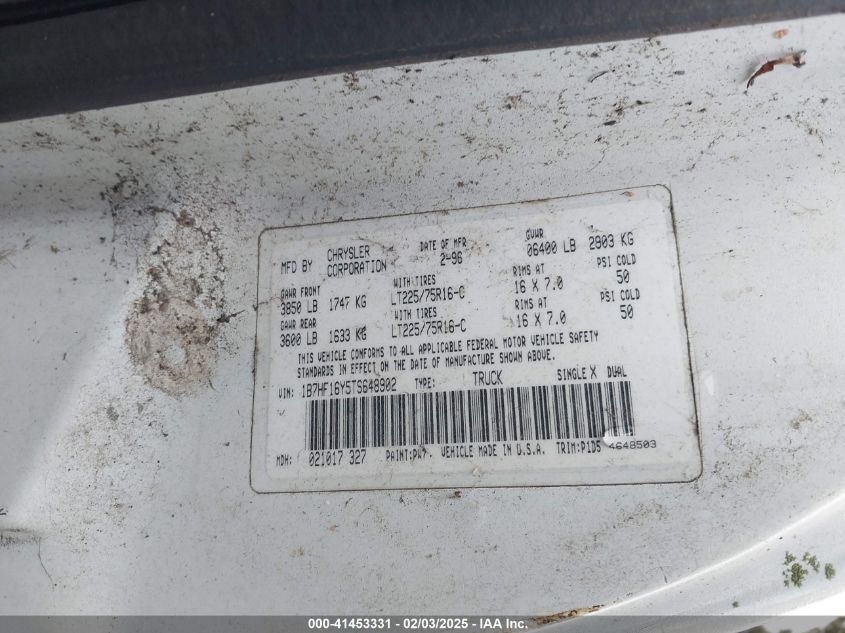 MFD BY CHRYSLER CORPORATION DATE OF MFR 2-96 GVWR 06400 LB 2903 KG
GAWR FRONT WITH TIRES RIMS AT PSI COLD
3850 LB 1747 KG LT225/75R16-C 16 X 7.0 50
GAWR REAR WITH TIRES RIMS AT PSI COLD
3600 LB 1633 KG LT225/75R16-C 16 X 7.0 50
THIS VEHICLE CONFORMS TO ALL APPLICABLE FEDERAL MOTOR VEHICLE SAFETY
STANDARDS IN EFFECT ON THE DATE OF MANUFACTURE SHOWN ABOVE.
VIN: 1B7HF16Y5TS648902 TYPE: TRUCK SINGLE X DUAL
MDH: 021017 327 PAINT:PW7. VEHICLE MADE IN U.S.A. TRIM:P1D5 4648503
000-41453331 - 02/03/2025 - IAA Inc.